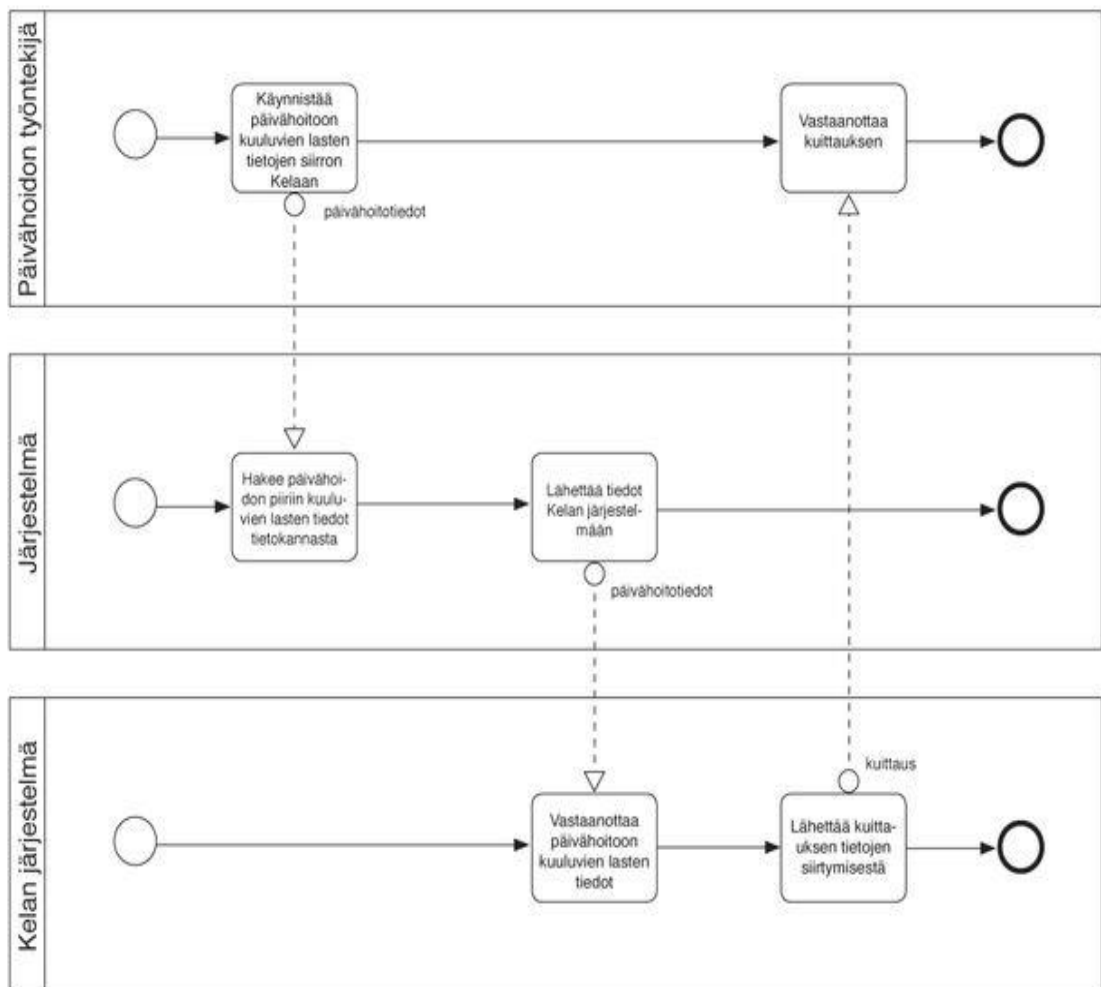 Päivähoidon työntekijä
Käynnistää
päivähoitoon
kuuluvien lasten
tietojen siirron
Kelaan
päivähoitotiedot
Vastaanottaa
kuittauksen
Järjestelmä
Hakee päivähoi-
don piiriin kuulu-
vien lasten tiedot
tietokannasta
Lähettää tiedot
Kelan järjestel-
mään
päivähoitotiedot
Kelan järjestelmä
Vastaanottaa
päivähoitoon
kuuluvien lasten
tiedot
kuittaus
Lähettää kuitta-
uksen tietojen
siirtymisestä